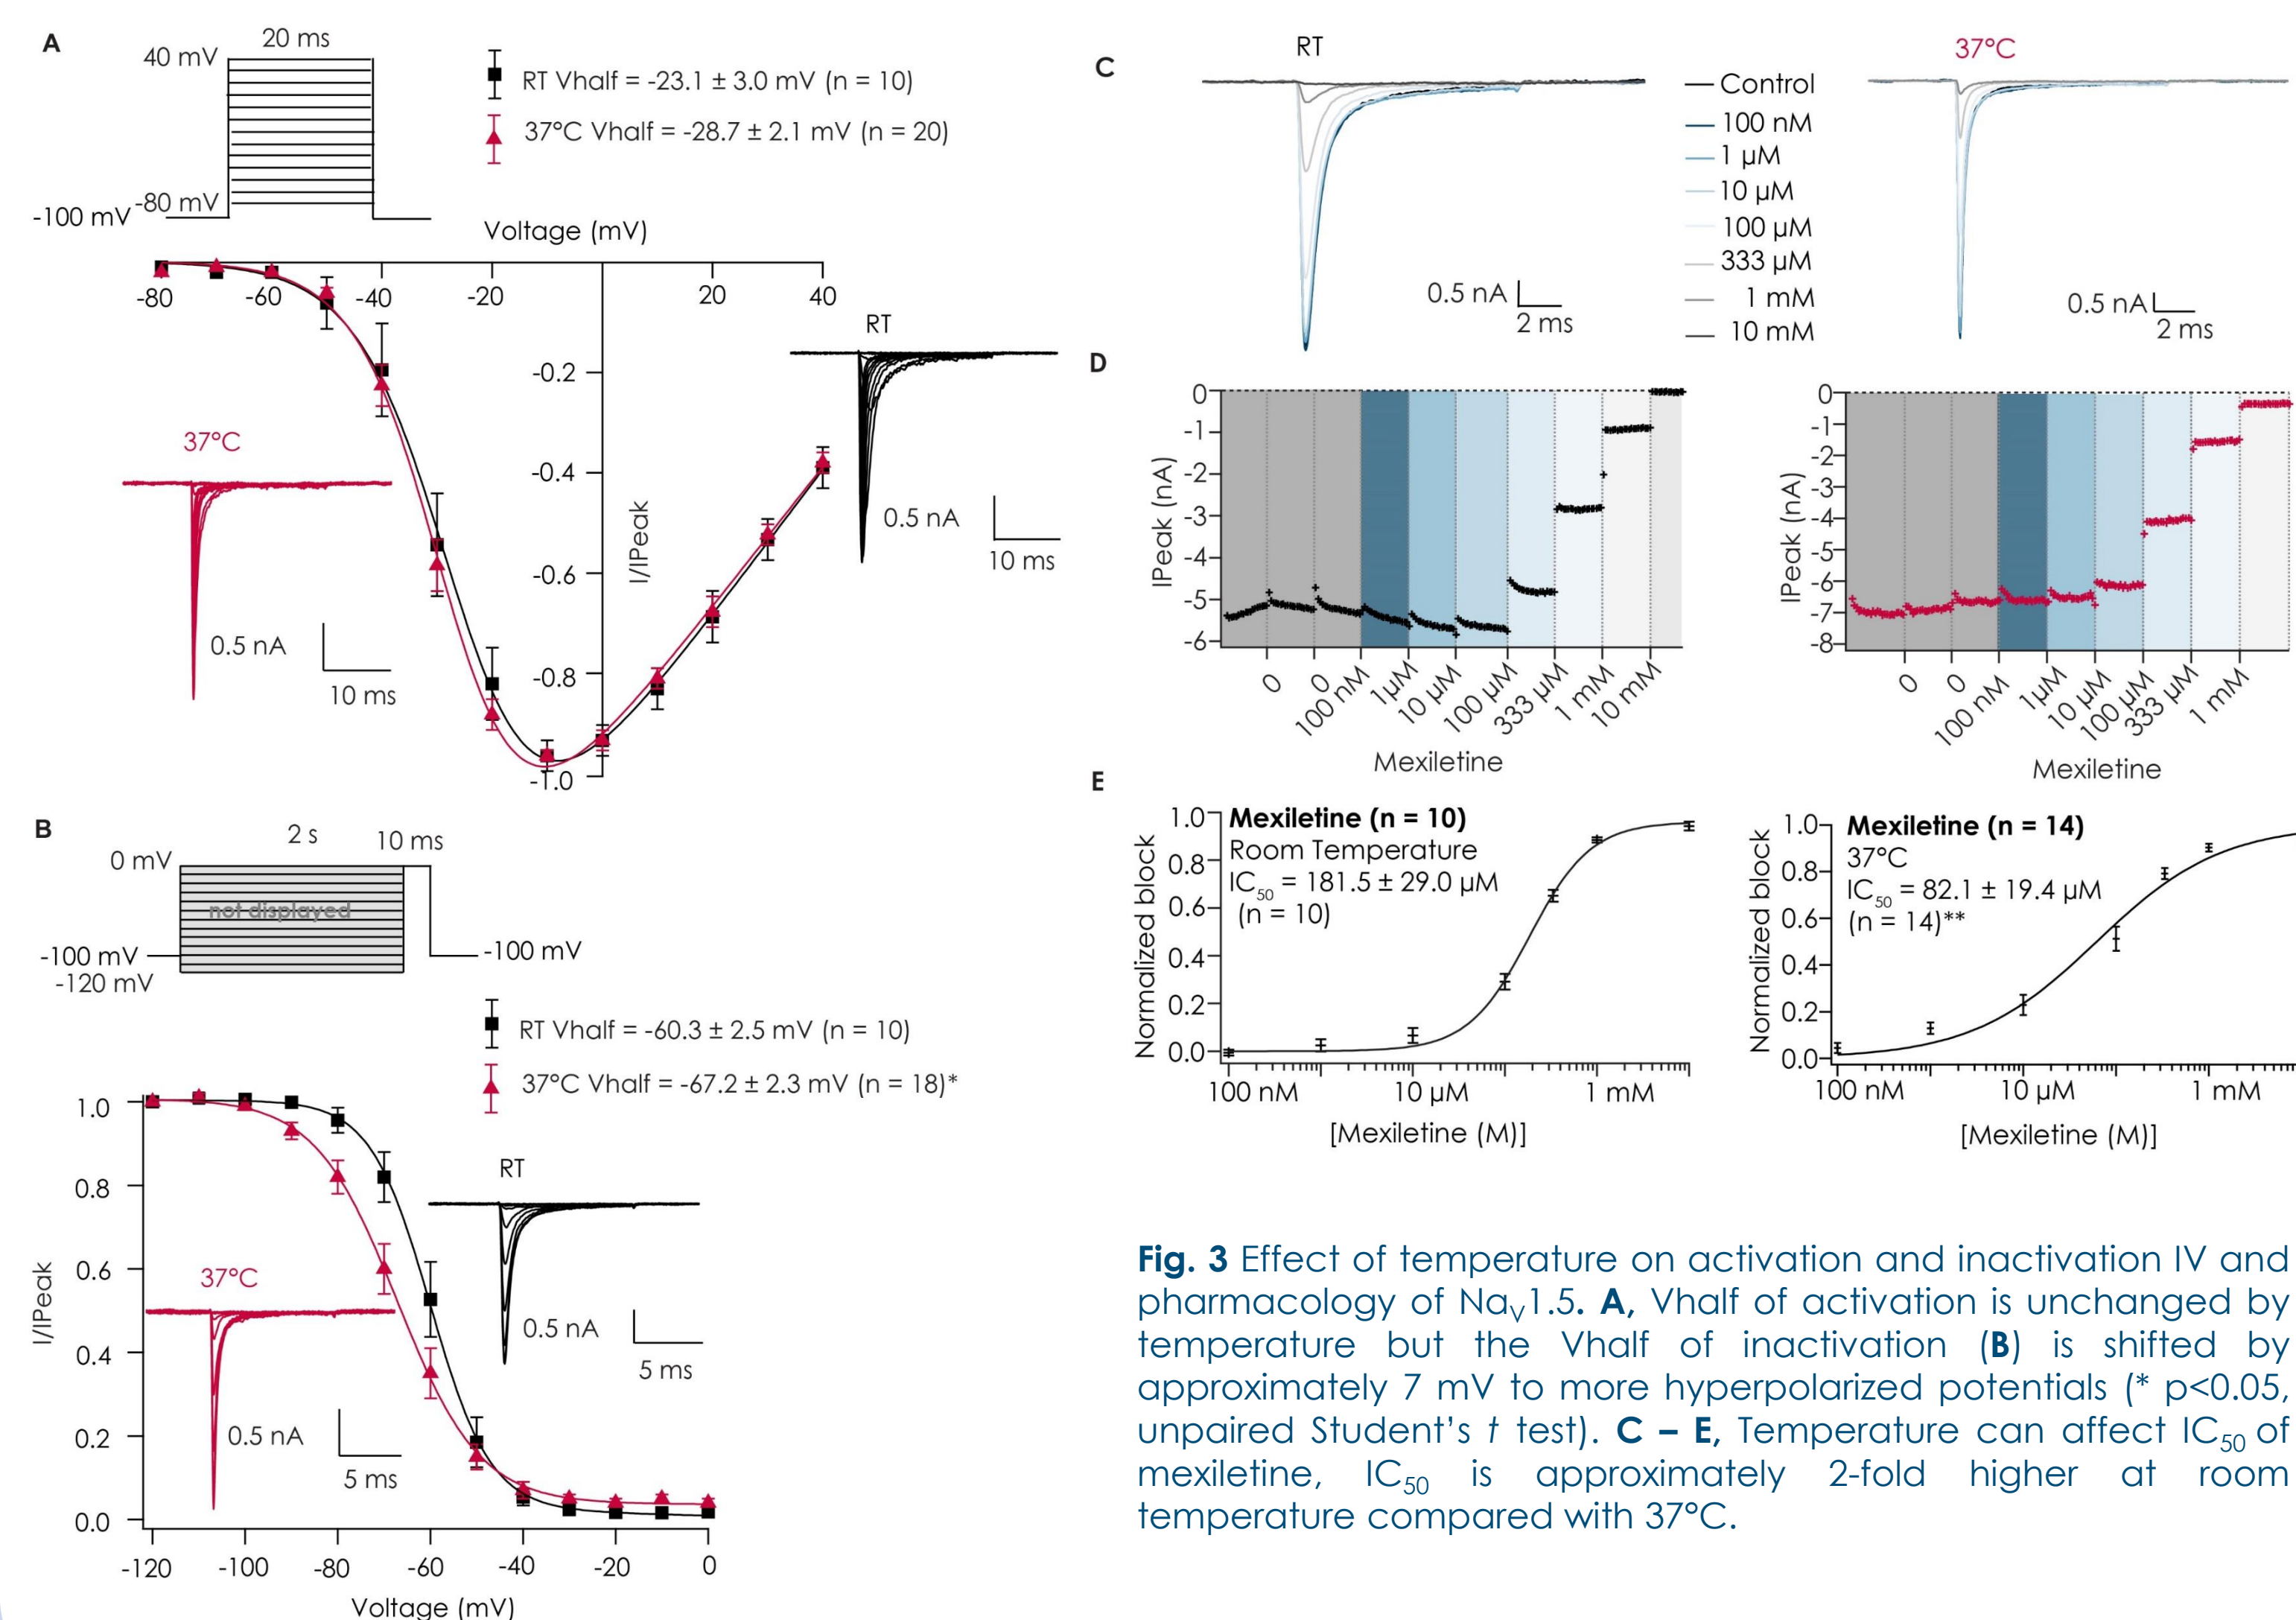 A
20 ms
40 mV
-80 mV
-100 mV
RT Vhalf = -23.1 ± 3.0 mV (n = 10)
37°C Vhalf = -28.7 ± 2.1 mV (n = 20)
Voltage (mV)
-80
-60
-40
-20
20
40
-0.2
-0.4
-0.6
-0.8
-1.0
I/IPeak
RT
0.5 nA
10 ms
37°C
0.5 nA
10 ms
B
2 s
10 ms
0 mV
not displayed
-100 mV
-100 mV
-120 mV
RT Vhalf = -60.3 ± 2.5 mV (n = 10)
37°C Vhalf = -67.2 ± 2.3 mV (n = 18)*
1.0
0.8
0.6
0.4
0.2
0.0
I/IPeak
RT
0.5 nA
5 ms
37°C
0.5 nA
5 ms
-120
-100
-80
-60
-40
-20
0
Voltage (mV)
C
RT
0.5 nA
2 ms
Control
100 nM
1 µM
10 µM
100 µM
333 µM
1 mM
10 mM
37°C
0.5 nA
2 ms
D
IPeak (nA)
0
-1
-2
-3
-4
-5
-6
0
0
100 nM
1µM
10 µM
100 µM
333 µM
1 mM
10 mM
Mexiletine
IPeak (nA)
0
-1
-2
-3
-4
-5
-6
-7
-8
0
0
100 nM
1µM
10 µM
100 µM
333 µM
1 mM
Mexiletine
E
Normalized block
1.0
0.8
0.6
0.4
0.2
0.0
Mexiletine (n = 10)
Room Temperature
IC50 = 181.5 ± 29.0 µM
(n = 10)
100 nM
10 µM
1 mM
[Mexiletine (M)]
Normalized block
1.0
0.8
0.6
0.4
0.2
0.0
Mexiletine (n = 14)
37°C
IC50 = 82.1 ± 19.4 µM
(n = 14)**
100 nM
10 µM
1 mM
[Mexiletine (M)]
Fig. 3 Effect of temperature on activation and inactivation IV and
pharmacology of NaV1.5. A, Vhalf of activation is unchanged by
temperature but the Vhalf of inactivation (B) is shifted by
approximately 7 mV to more hyperpolarized potentials (* p<0.05,
unpaired Student's t test). C – E, Temperature can affect IC50 of
mexiletine, IC50 is approximately 2-fold higher at room
temperature compared with 37°C.